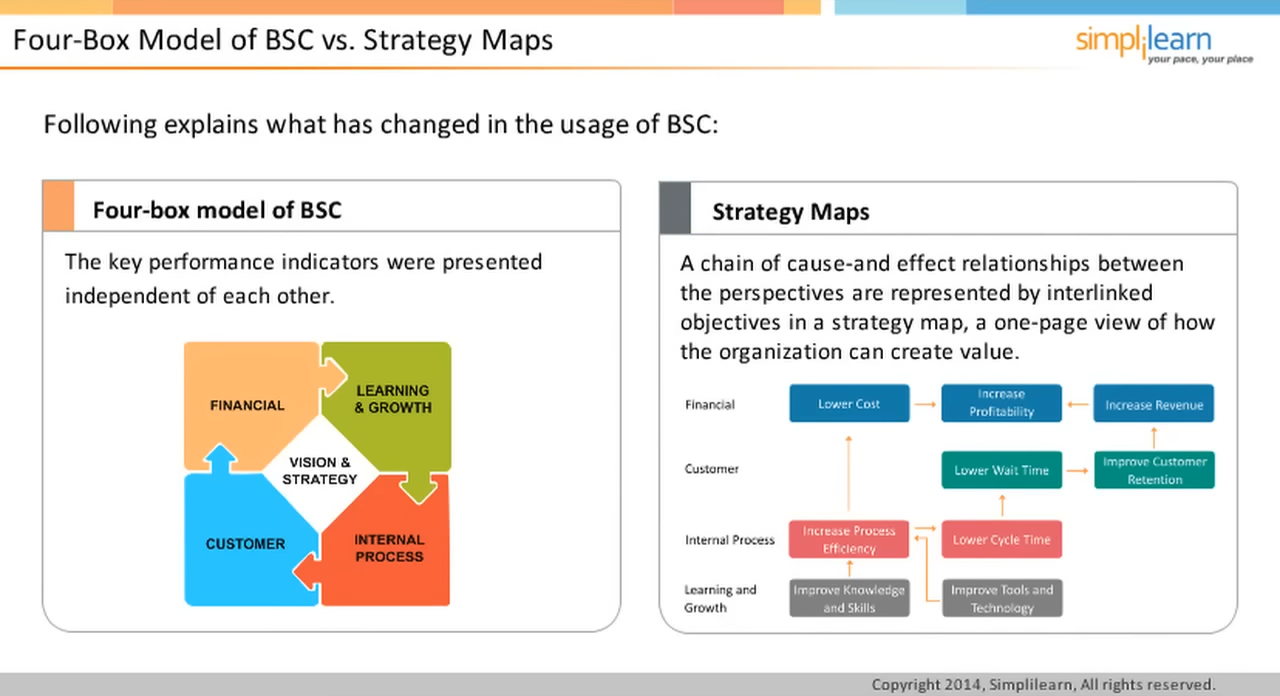 Four-Box Model of BSC vs. Strategy Maps
simplilearn
your pace, your place
Following explains what has changed in the usage of BSC:
Four-box model of BSC
The key performance indicators were presented
independent of each other.
FINANCIAL
LEARNING
& GROWTH
VISION &
STRATEGY
CUSTOMER
INTERNAL
PROCESS
Strategy Maps
A chain of cause-and effect relationships between
the perspectives are represented by interlinked
objectives in a strategy map, a one-page view of how
the organization can create value.
Financial
Lower Cost
Increase
Profitability
Increase Revenue
Customer
Lower Wait Time
Improve Customer
Retention
Internal Process
Increase Process
Efficiency
Lower Cycle Time
Learning and
Growth
Improve Knowledge
and Skills
Improve Tools and
Technology
Copyright 2014, Simplilearn, All rights reserved.